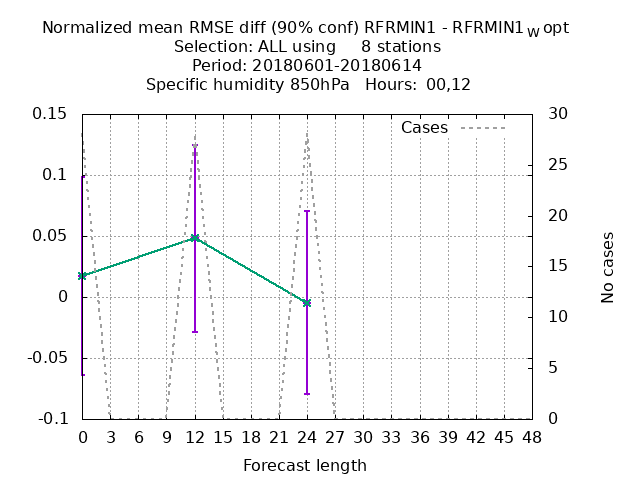 Normalized mean RMSE diff (90% conf) RFRMIN1 - RFRMIN1W opt
Selection: ALL using 8 stations
Period: 20180601-20180614
Specific humidity 850hPa Hours: 00,12
Cases
0.15
0.1
0.05
0
-0.05
-0.1
30
25
20
15
10
5
0
No cases
0 3 6 9 12 15 18 21 24 27 30 33 36 39 42 45 48
Forecast length